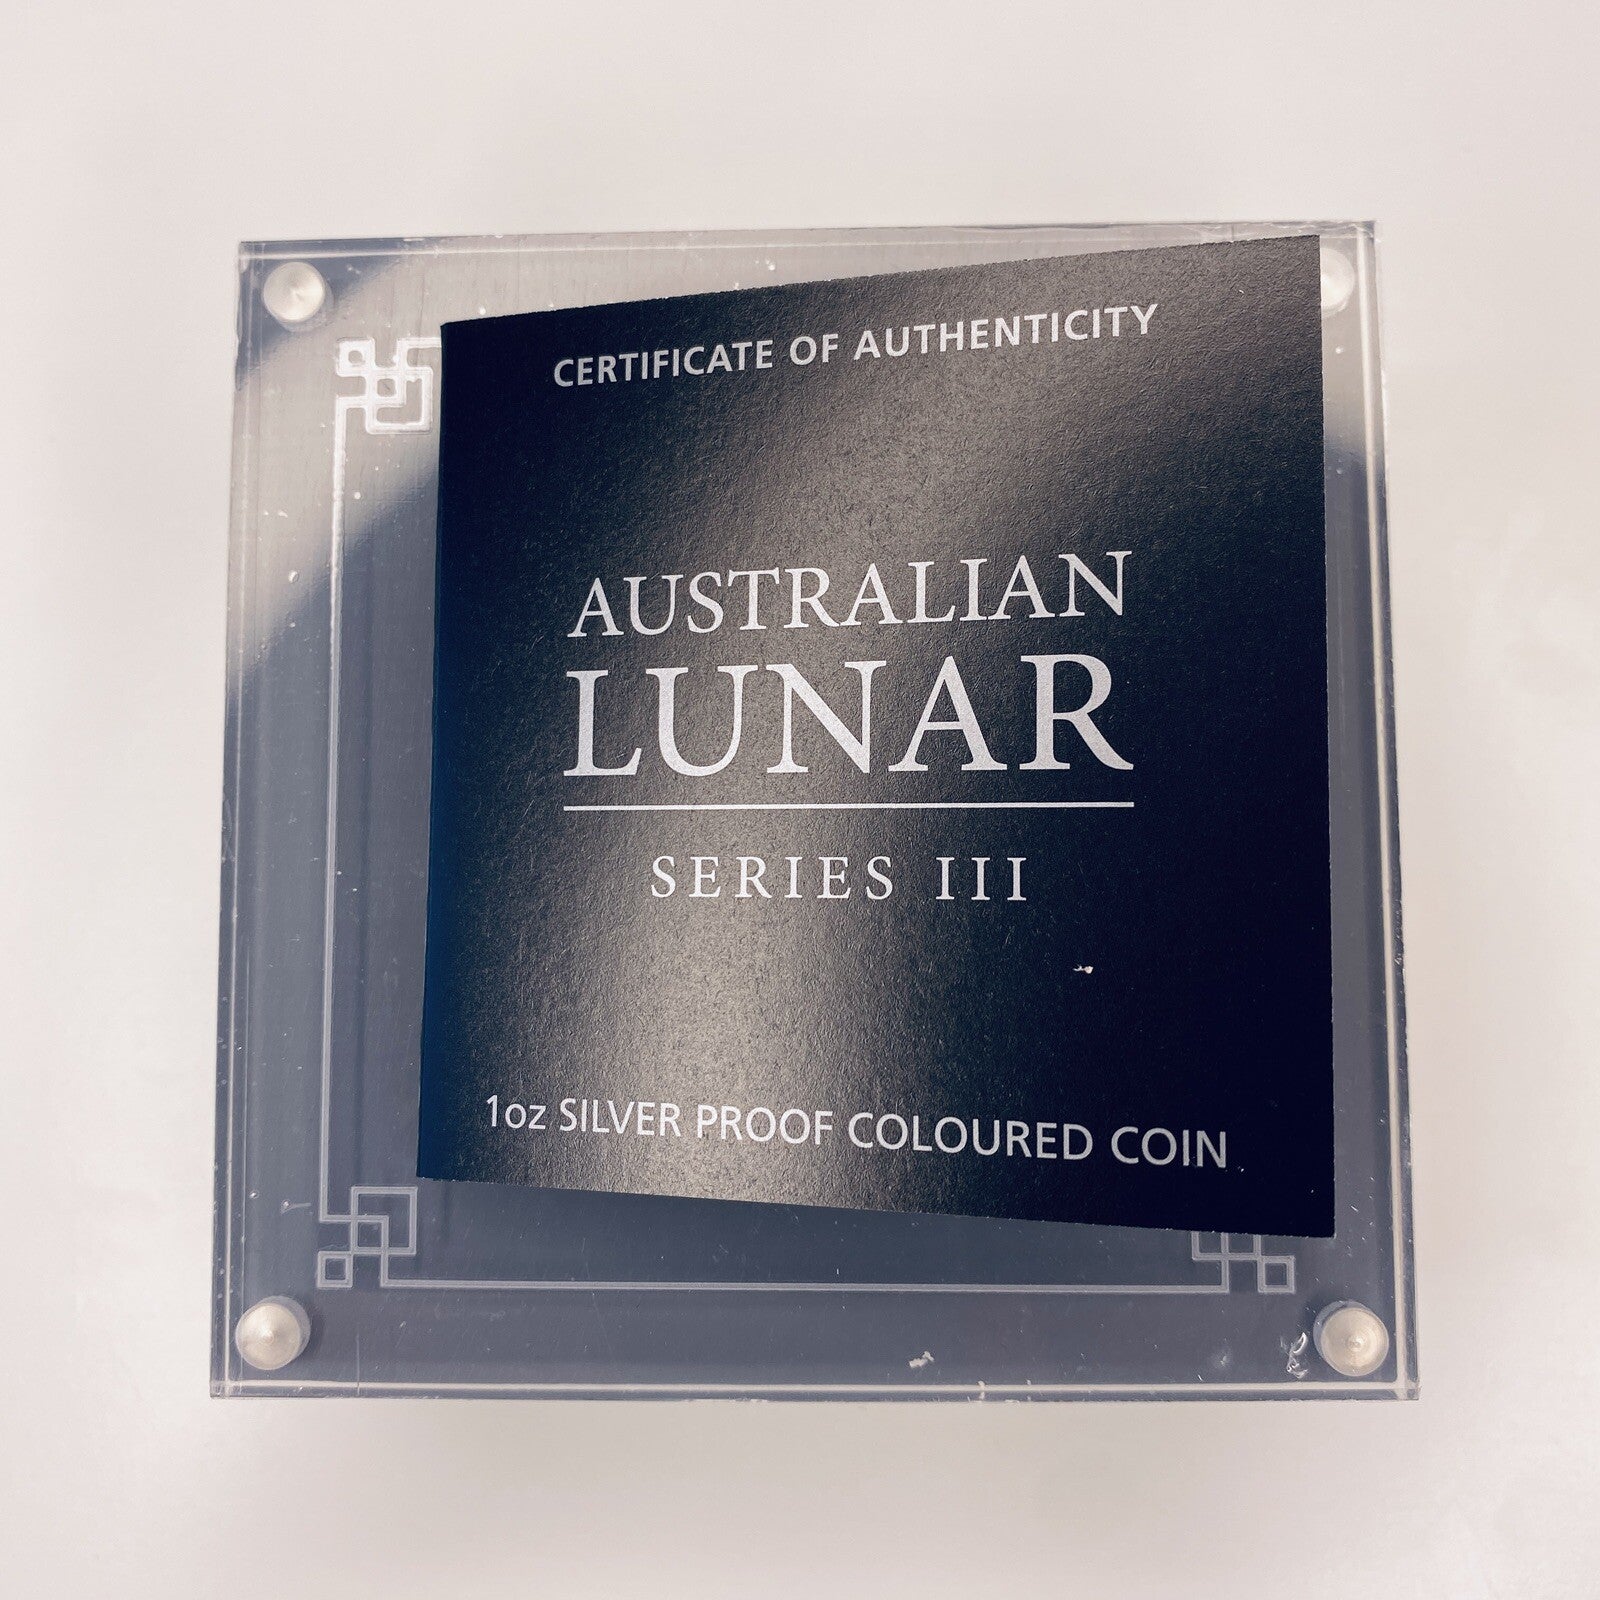 CERTIFICATE OF AUTHENTICITY
AUSTRALIAN
LUNAR
SERIES III
1oz SILVER PROOF COLOURED COIN